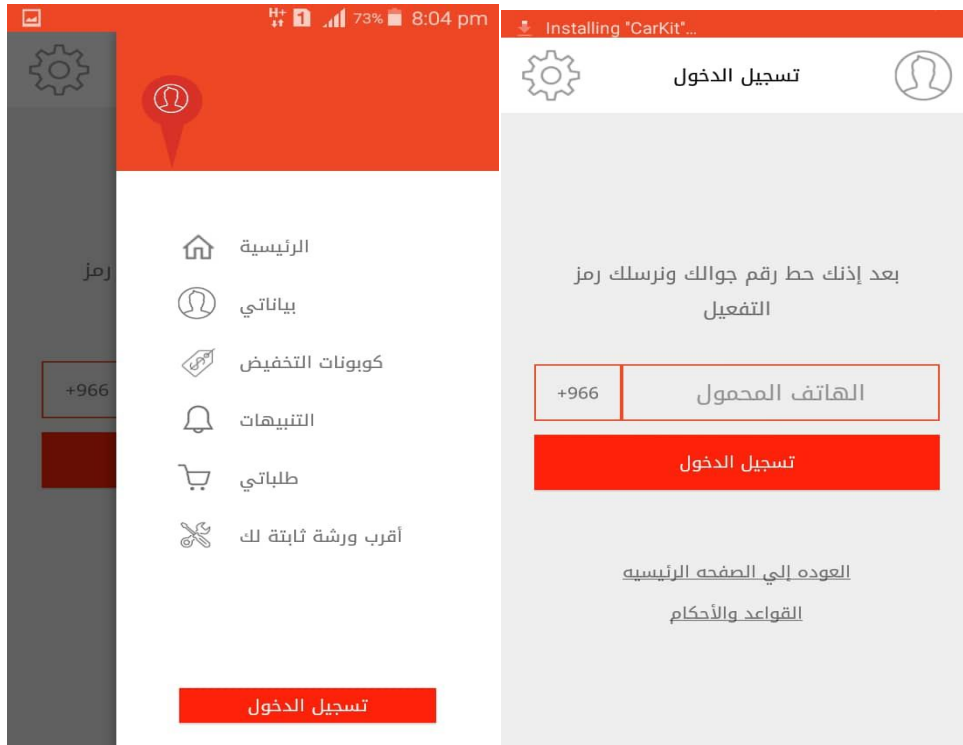 H+ 1 73% 8:04 pm
الرئيسية
بياناتي
كوبونات التخفيض
التنبيهات
طلباتي
أقرب ورشة ثابتة لك
تسجيل الدخول
رمز
+966
Installing "CarKit"...
تسجيل الدخول
بعد إذنك حط رقم جوالك ونرسلك رمز
التفعيل
+966 الهاتف المحمول
تسجيل الدخول
العوده إلي الصفحه الرئيسيه
القواعد والأحكام